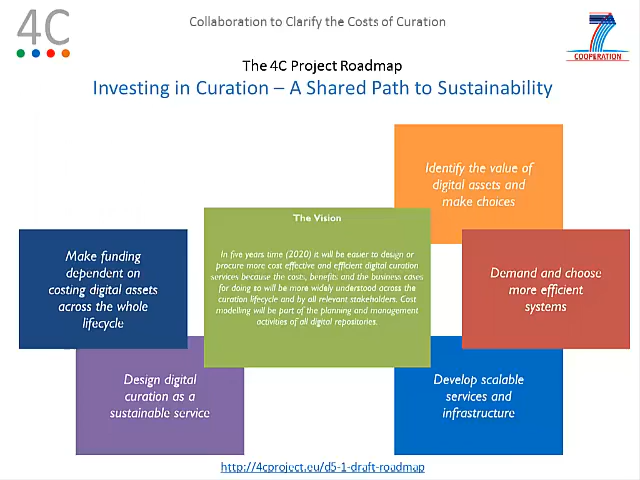 4C
Collaboration to Clarify the Costs of Curation
7
COOPERATION
The 4C Project Roadmap
Investing in Curation – A Shared Path to Sustainability
Identify the value of
digital assets and
make choices
The Vision
In five years time (2020) it will be easier to design or
procure more cost effective and efficient digital curation
services because the costs, benefits and the business cases
for doing so will be more widely understood across the
curation lifecycle and by all relevant stakeholders. Cost
modelling will be part of the planning and management
activities of all digital repositories.
Make funding
dependent on
costing digital assets
across the whole
lifecycle
Demand and choose
more efficient
systems
Design digital
curation as a
sustainable service
Develop scalable
services and
infrastructure
http://4cproject.eu/d5-1-draft-roadmap